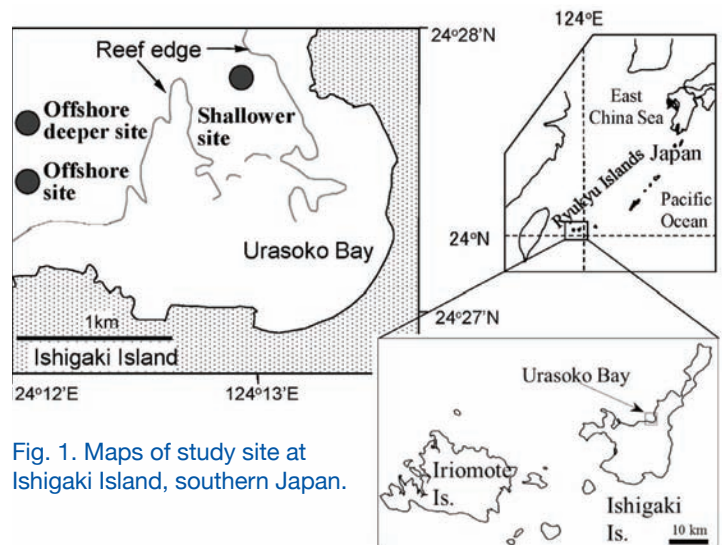 Reef edge
Offshore
deeper site
Shallower
site
Offshore
site
Urasoko Bay
1km
Ishigaki Island
24°28’N
24°27’N
124°12’E
124°13’E
124°E
East
China Sea
Japan
Ryukyu Islands
Pacific
Ocean
24°N
Urasoko Bay
Iriomote
Is.
Ishigaki
Is.
10 km
Fig. 1. Maps of study site at
Ishigaki Island, southern Japan.